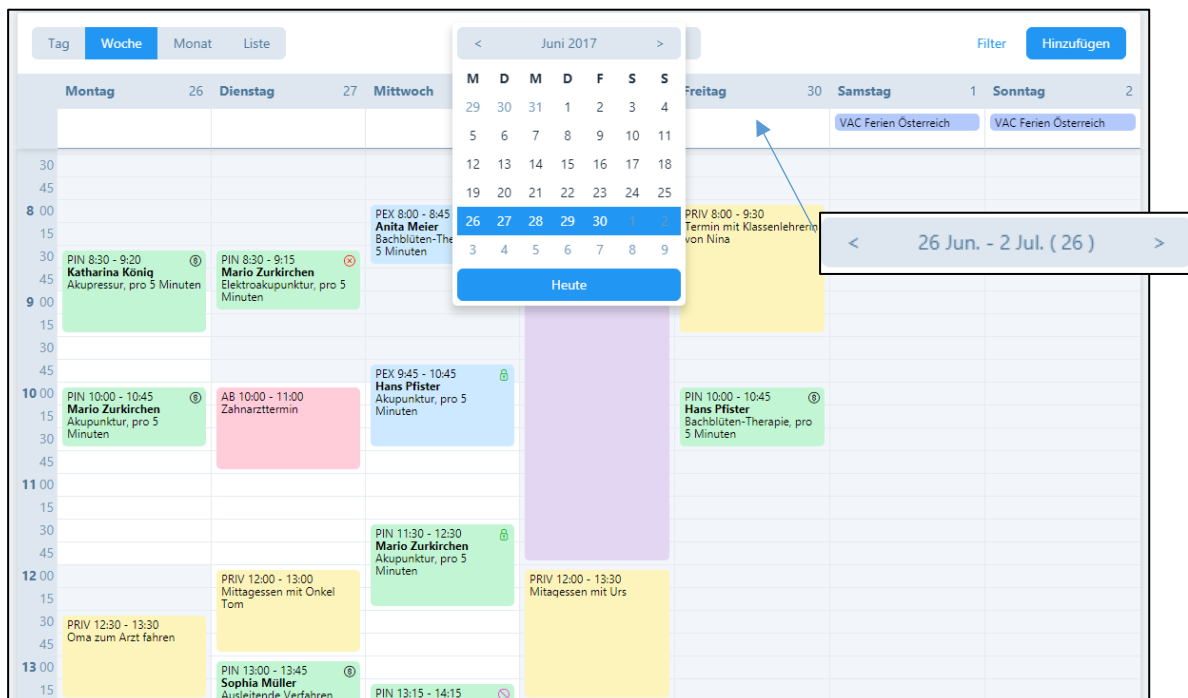 Tag Woche Monat Liste
< Juni 2017 >
Filter Hinzufügen
Montag 26 Dienstag 27 Mittwoch Freitag 30 Samstag 1 Sonntag 2
VAC Ferien Österreich VAC Ferien Österreich
M D M D F S S
29 30 31 1 2 3 4
5 6 7 8 9 10 11
12 13 14 15 16 17 18
19 20 21 22 23 24 25
26 27 28 29 30 1 2
3 4 5 6 7 8 9
Heute
< 26 Jun. - 2 Jul. ( 26 ) >
30
45
8 00
15
30
45
9 00
15
30
45
10 00
15
30
45
11 00
15
30
45
12 00
15
30
45
13 00
15
PIN 8:30 - 9:20
Katharina König
Akupressur, pro 5 Minuten
PIN 10:00 - 10:45
Mario Zurkirchen
Akupunktur, pro 5
Minuten
PRIV 12:30 - 13:30
Oma zum Arzt fahren
PIN 8:30 - 9:15
Mario Zurkirchen
Elektroakupunktur, pro 5
Minuten
AB 10:00 - 11:00
Zahnarzttermin
PRIV 12:00 - 13:00
Mittagessen mit Onkel
Tom
PIN 13:00 - 13:45
Sophia Müller
Ausleitende Verfahren
PEX 8:00 - 8:45
Anita Meier
Bachblüten-The
5 Minuten
PEX 9:45 - 10:45
Hans Pfister
Akupunktur, pro 5
Minuten
PIN 11:30 - 12:30
Mario Zurkirchen
Akupunktur, pro 5
Minuten
PIN 13:15 - 14:15
PRIV 12:00 - 13:30
Mitagessen mit Urs
PRIV 8:00 - 9:30
Termin mit Klassenlehrerin
von Nina
PIN 10:00 - 10:45
Hans Pfister
Bachblüten-Therapie, pro
5 Minuten